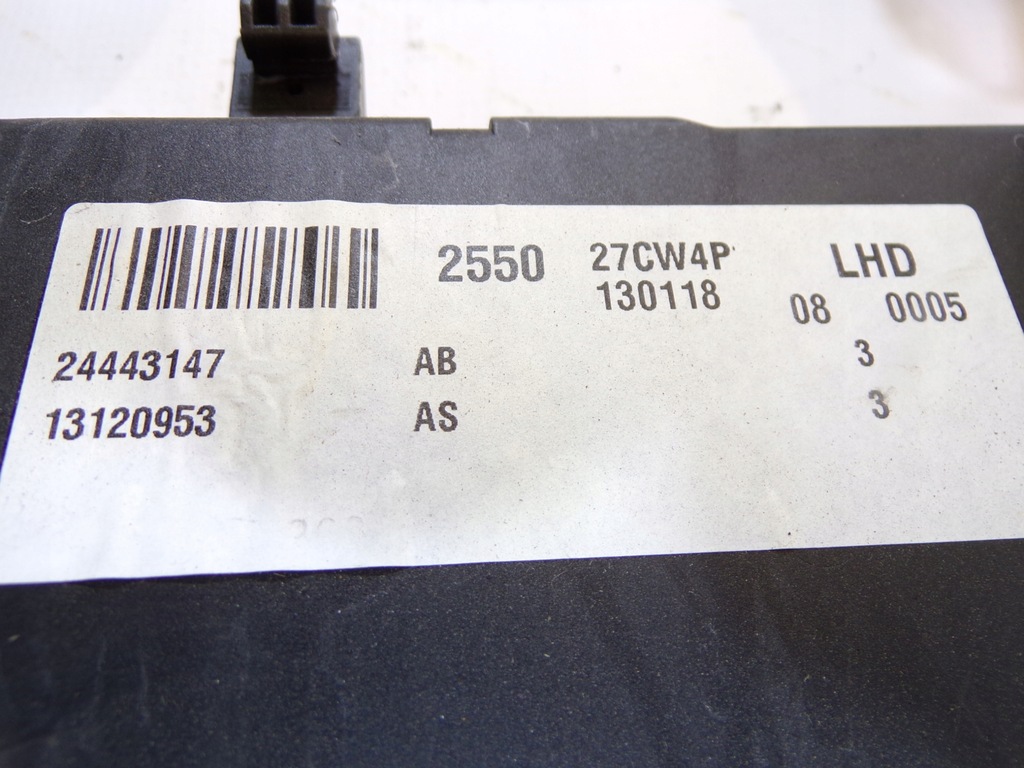 2550 27CW4P LHD
130118 08 0005
24443147 AB 3
13120953 AS 3